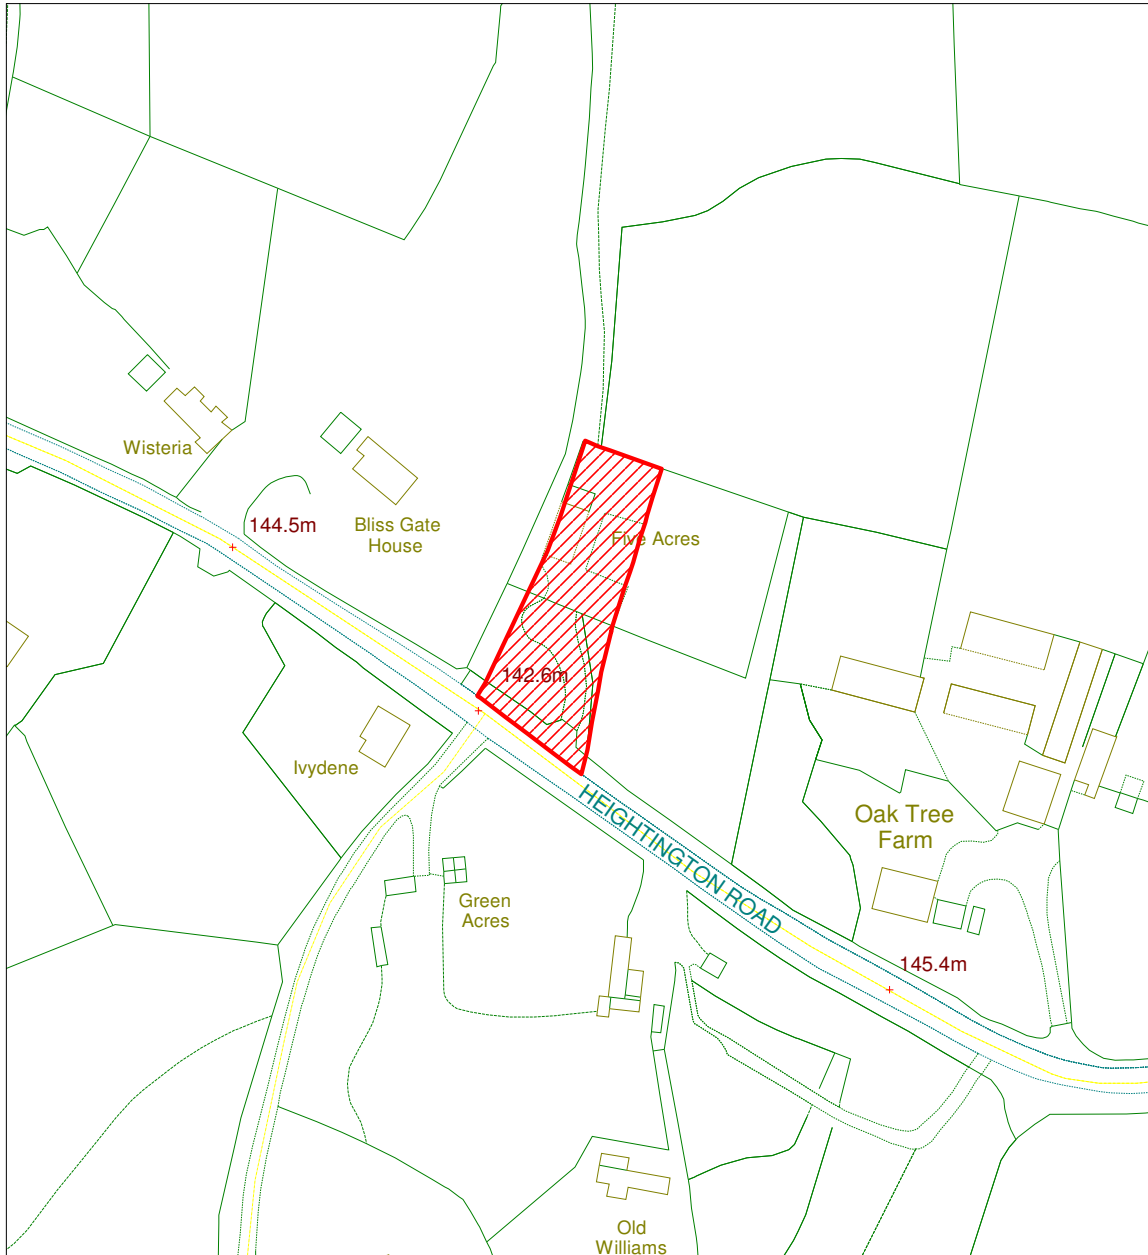 Wisteria
144.5m
Bliss Gate
House
Five Acres
142.6m
Ivydene
HEIGHTINGTON ROAD
Oak Tree
Farm
Green
Acres
145.4m
Old
Williams